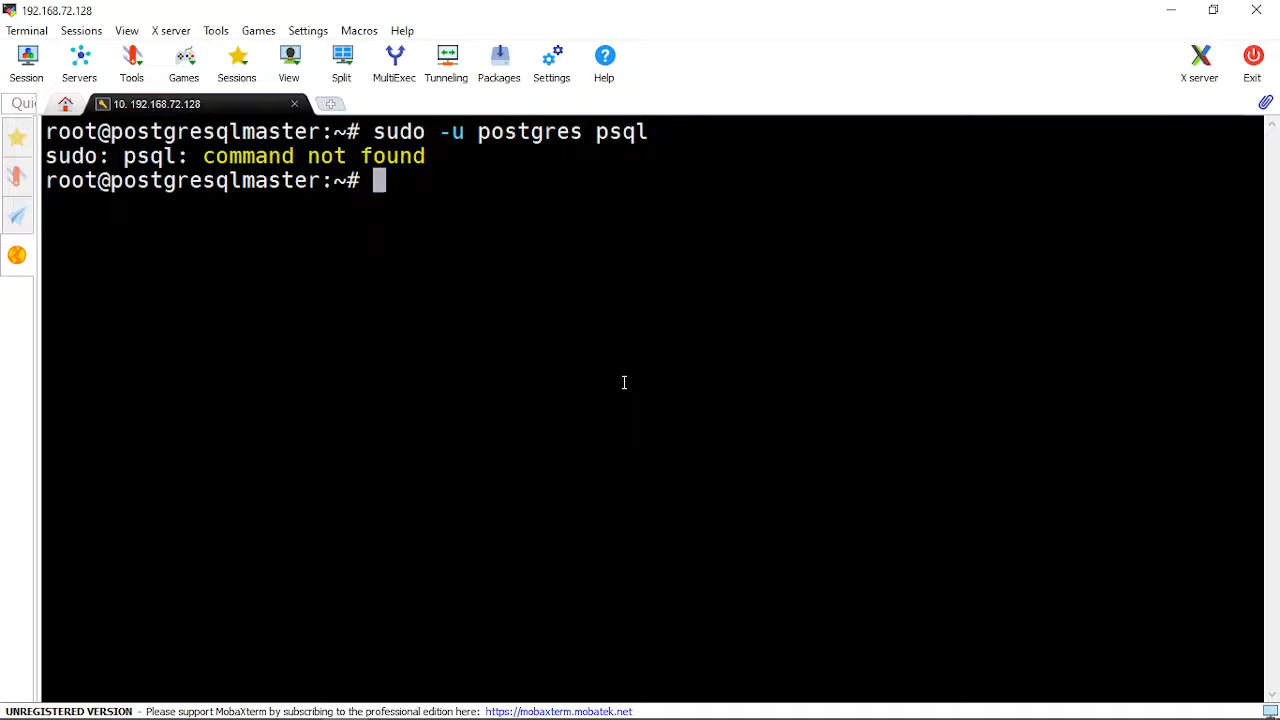 192.168.72.128
Terminal Sessions View X server Tools Games Settings Macros Help
Session Servers Tools Games Sessions View Split MultiExec Tunneling Packages Settings Help X server Exit
Qui 10. 192.168.72.128
root@postgresqlmaster:~# sudo -u postgres psql
sudo: psql: command not found
root@postgresqlmaster:~#
UNREGISTERED VERSION - Please support MobaXterm by subscribing to the professional edition here: https://mobaxterm.mobatek.net